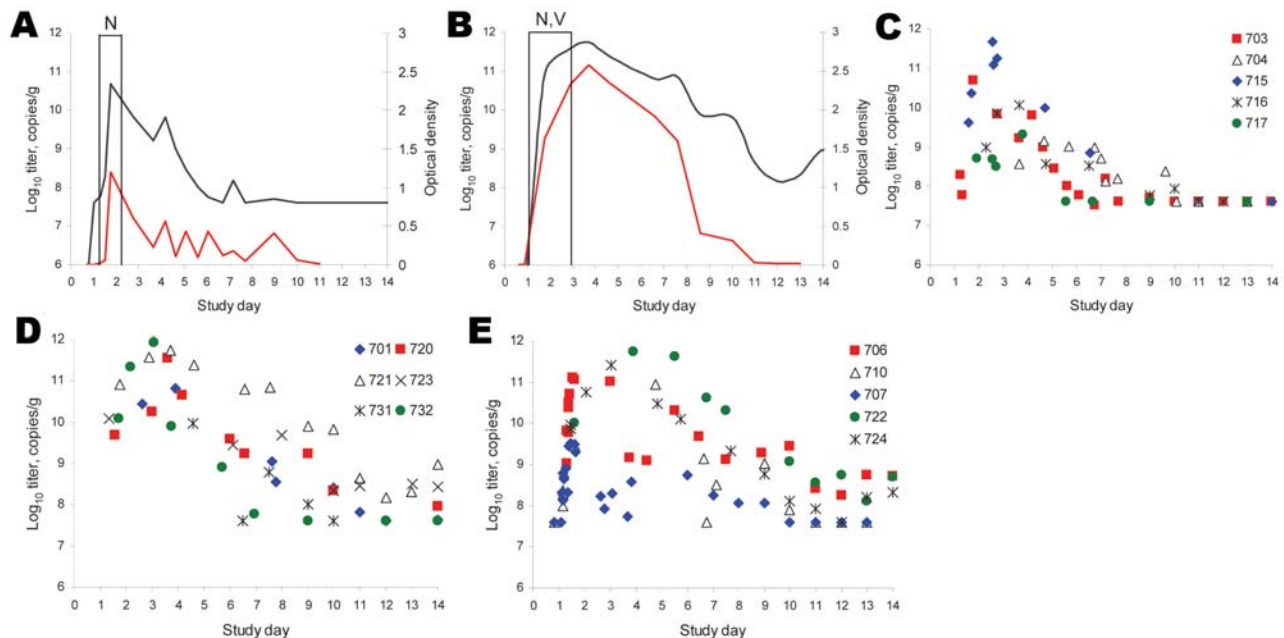 A
N
Log10 titer, copies/g
12
11
10
9
8
7
6
3
2.5
2
1.5
1
0.5
0
Optical density
0 1 2 3 4 5 6 7 8 9 10 11 12 13 14
Study day
B
N,V
Log10 titer, copies/g
12
11
10
9
8
7
6
3
2.5
2
1.5
1
0.5
0
Optical density
0 1 2 3 4 5 6 7 8 9 10 11 12 13 14
Study day
C
Log10 titer, copies/g
12
11
10
9
8
7
6
703
704
715
716
717
0 1 2 3 4 5 6 7 8 9 10 11 12 13 14
Study day
D
Log10 titer, copies/g
12
11
10
9
8
7
6
701 720
721 723
731 732
0 1 2 3 4 5 6 7 8 9 10 11 12 13 14
Study day
E
Log10 titer, copies/g
12
11
10
9
8
7
6
706
710
707
722
724
0 1 2 3 4 5 6 7 8 9 10 11 12 13 14
Study day